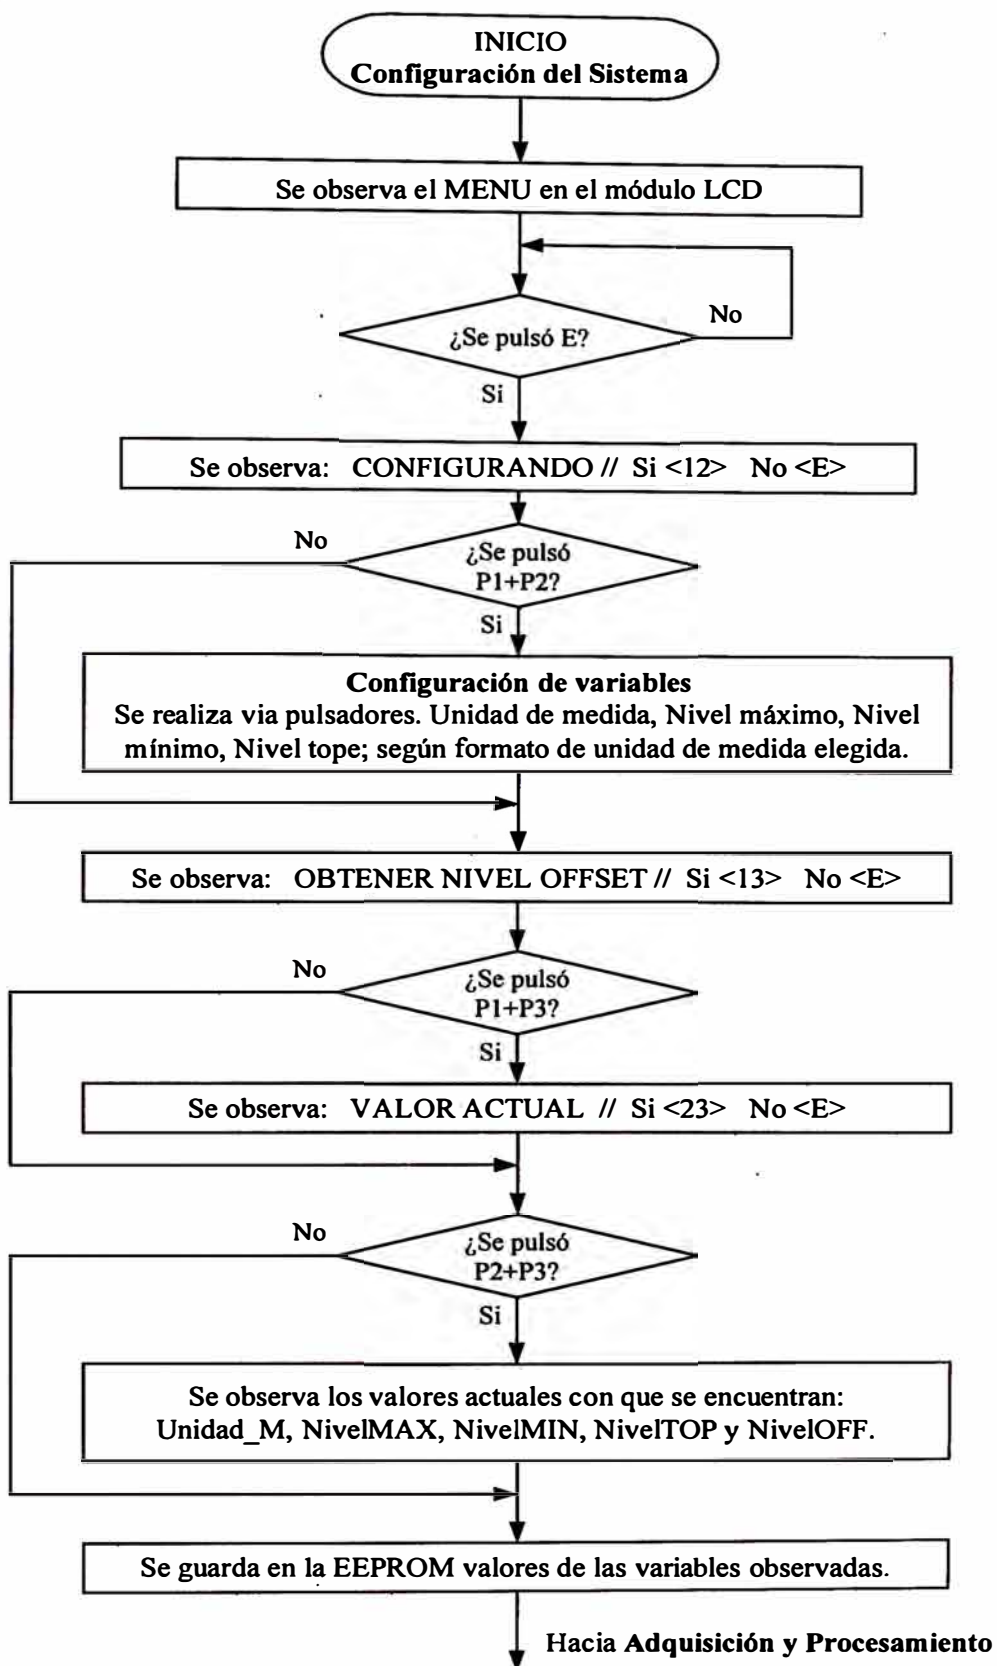 INICIO
Configuración del Sistema
Se observa el MENU en el módulo LCD
No
¿Se pulsó E?
Si
Se observa: CONFIGURANDO // Si <12> No <E>
No
¿Se pulsó
P1+P2?
Si
Configuración de variables
Se realiza via pulsadores. Unidad de medida, Nivel máximo, Nivel
mínimo, Nivel tope; según formato de unidad de medida elegida.
Se observa: OBTENER NIVEL OFFSET // Si <13> No <E>
No
¿Se pulsó
P1+P3?
Si
Se observa: VALOR ACTUAL // Si <23> No <E>
No
¿Se pulsó
P2+P3?
Si
Se observa los valores actuales con que se encuentran:
Unidad_M, NivelMAX, NivelMIN, NivelTOP y NivelOFF.
Se guarda en la EEPROM valores de las variables observadas.
Hacia Adquisición y Procesamiento